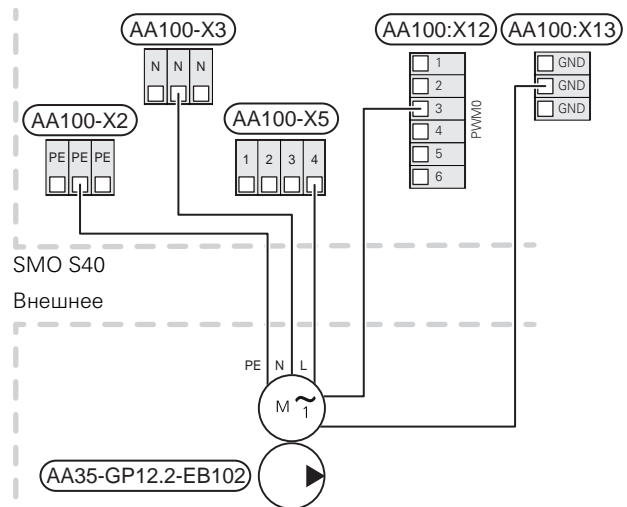 AA100-X3
AA100:X12
AA100:X13
N N N
1
2
3
4
5
6
PWM0
GND
GND
GND
AA100-X2
AA100-X5
PE PE PE
1 2 3 4
SMO S40
Внешнее
PE N L
M ~ 1
AA35-GP12.2-EB102